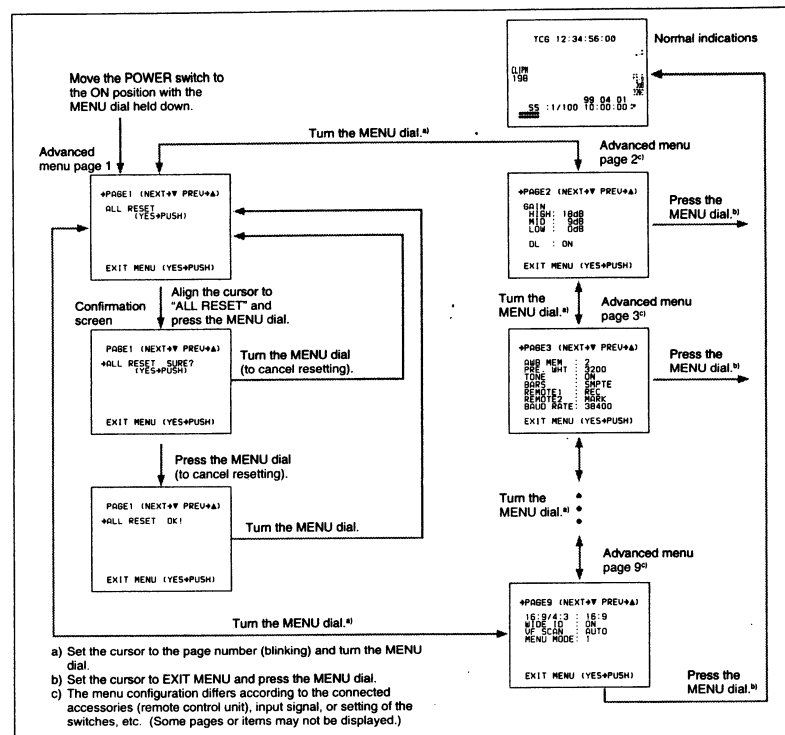 TCG 12:34:56:00
Normal indications
CLIPM
198
99 04 01
SS :1/100 10:00:00
Move the POWER switch to
the ON position with the
MENU dial held down.
Turn the MENU dial.a)
Advanced
menu page 1
Advanced menu
page 2c)
→PAGE1 (NEXT→▼ PREV→▲)
ALL RESET
(YES→PUSH)
EXIT MENU (YES→PUSH)
→PAGE2 (NEXT→▼ PREV→▲)
GAIN
HIGH: 18dB
MID : 9dB
LOW : 0dB
DL : ON
EXIT MENU (YES→PUSH)
Press the
MENU dial.b)
Confirmation
screen
Align the cursor to
"ALL RESET" and
press the MENU dial.
Turn the
MENU dial.a)
Advanced menu
page 3c)
PAGE1 (NEXT→▼ PREV→▲)
→ALL RESET SURE?
(YES→PUSH)
EXIT MENU (YES→PUSH)
Turn the MENU dial
(to cancel resetting).
→PAGE3 (NEXT→▼ PREV→▲)
AWB MEM : 2
PRE. WHT : 3200
TONE : ON
BARS : SMPTE
REMOTE1 : REC
REMOTE2 : MARK
BAUD RATE: 38400
EXIT MENU (YES→PUSH)
Press the
MENU dial.b)
Press the MENU dial
(to cancel resetting).
PAGE1 (NEXT→▼ PREV→▲)
→ALL RESET OK!
EXIT MENU (YES→PUSH)
Turn the MENU dial.
Turn the
MENU dial.a)
Advanced menu
page 9c)
→PAGE9 (NEXT→▼ PREV→▲)
16:9/4:3 : 16:9
WIDE ID : ON
VF SCAN : AUTO
MENU MODE: 1
EXIT MENU (YES→PUSH)
Turn the MENU dial.a)
Press the
MENU dial.b)
a) Set the cursor to the page number (blinking) and turn the MENU
dial.
b) Set the cursor to EXIT MENU and press the MENU dial.
c) The menu configuration differs according to the connected
accessories (remote control unit), input signal, or setting of the
switches, etc. (Some pages or items may not be displayed.)